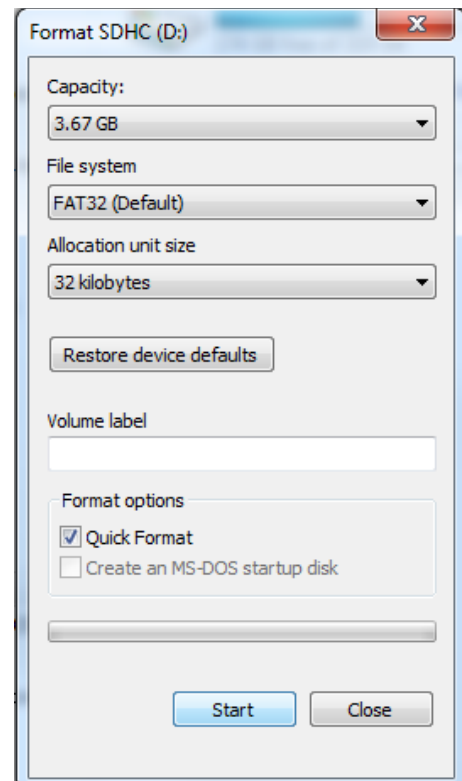 Format SDHC (D:)
Capacity:
3.67 GB
File system
FAT32 (Default)
Allocation unit size
32 kilobytes
Restore device defaults
Volume label
Format options
Quick Format
Create an MS-DOS startup disk
Start Close